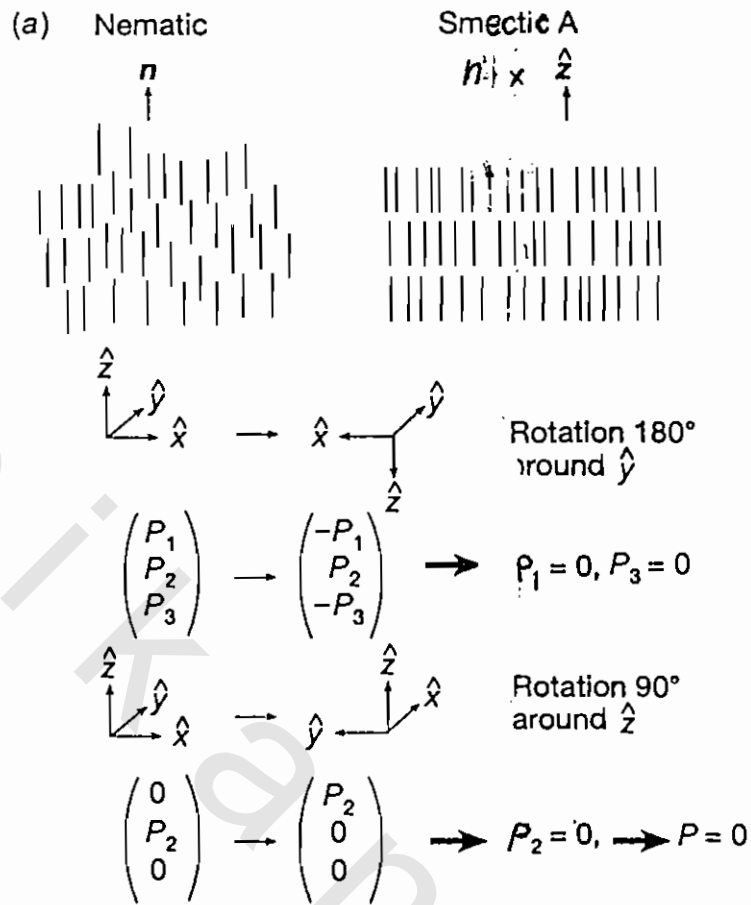 (a) Nematic Smectic A
n n x ẑ
ẑ ŷ x̂ → x̂ ŷ ẑ Rotation 180°
round ŷ
(P₁ P₂ P₃) → (-P₁ P₂ -P₃) → P₁ = 0, P₃ = 0
ẑ ŷ x̂ → ŷ ẑ x̂ Rotation 90°
around ẑ
(0 P₂ 0) → (P₂ 0 0) → P₂ = 0, → P = 0